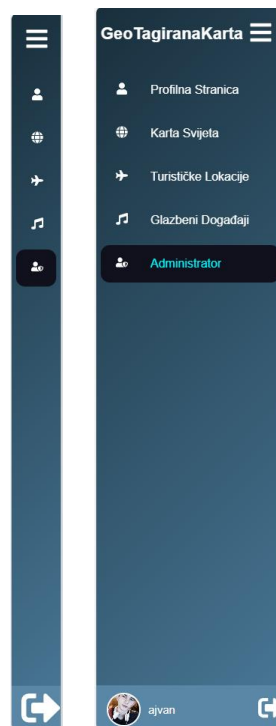 GeoTagiranaKarta
Profilna Stranica
Karta Svijeta
Turističke Lokacije
Glazbeni Događaji
Administrator
ajvan